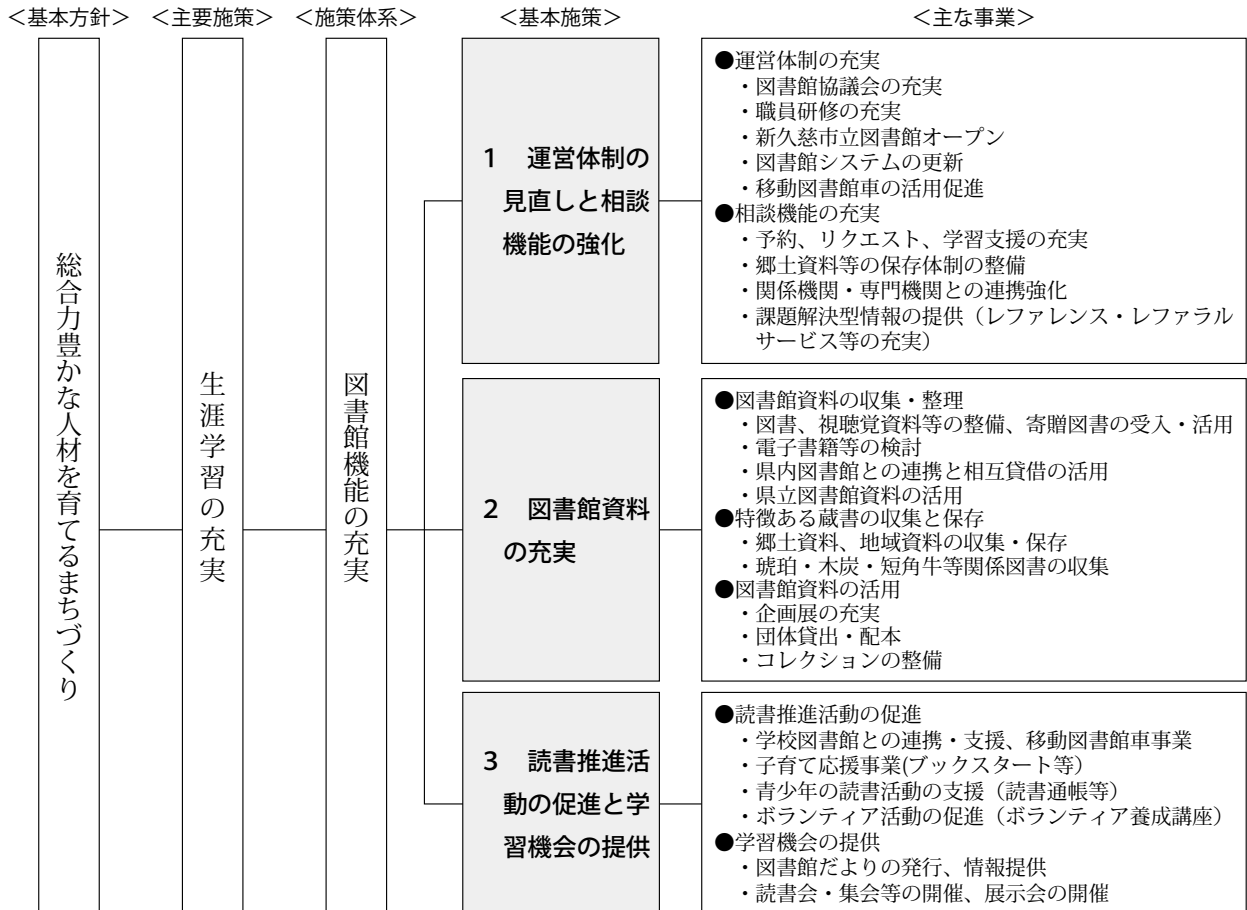 ＜基本方針＞ ＜主要施策＞ ＜施策体系＞ ＜基本施策＞ ＜主な事業＞
総合力豊かな人材を育てるまちづくり
生涯学習の充実
図書館機能の充実
1　運営体制の
見直しと相談
機能の強化
●運営体制の充実
・図書館協議会の充実
・職員研修の充実
・新久慈市立図書館オープン
・図書館システムの更新
・移動図書館車の活用促進
●相談機能の充実
・予約、リクエスト、学習支援の充実
・郷土資料等の保存体制の整備
・関係機関・専門機関との連携強化
・課題解決型情報の提供（レファレンス・レファラル
サービス等の充実）
2　図書館資料
の充実
●図書館資料の収集・整理
・図書、視聴覚資料等の整備、寄贈図書の受入・活用
・電子書籍等の検討
・県内図書館との連携と相互貸借の活用
・県立図書館資料の活用
●特徴ある蔵書の収集と保存
・郷土資料、地域資料の収集・保存
・琥珀・木炭・短角牛等関係図書の収集
●図書館資料の活用
・企画展の充実
・団体貸出・配本
・コレクションの整備
3　読書推進活
動の促進と学
習機会の提供
●読書推進活動の促進
・学校図書館との連携・支援、移動図書館車事業
・子育て応援事業(ブックスタート等）
・青少年の読書活動の支援（読書通帳等）
・ボランティア活動の促進（ボランティア養成講座）
●学習機会の提供
・図書館だよりの発行、情報提供
・読書会・集会等の開催、展示会の開催